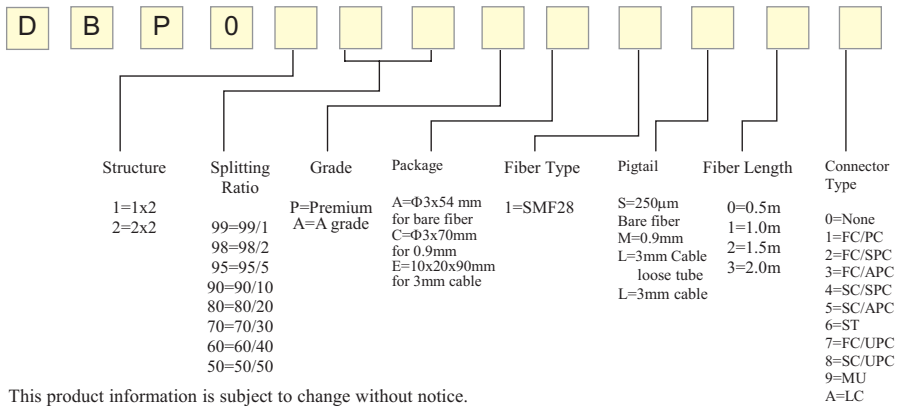 D B P 0
Structure
1=1x2
2=2x2
Splitting
Ratio
99=99/1
98=98/2
95=95/5
90=90/10
80=80/20
70=70/30
60=60/40
50=50/50
Grade
P=Premium
A=A grade
Package
A=Φ3x54 mm
for bare fiber
C=Φ3x70mm
for 0.9mm
E=10x20x90mm
for 3mm cable
Fiber Type
1=SMF28
Pigtail
S=250µm
Bare fiber
M=0.9mm
L=3mm Cable
loose tube
L=3mm cable
Fiber Length
0=0.5m
1=1.0m
2=1.5m
3=2.0m
Connector
Type
0=None
1=FC/PC
2=FC/SPC
3=FC/APC
4=SC/SPC
5=SC/APC
6=ST
7=FC/UPC
8=SC/UPC
9=MU
A=LC
This product information is subject to change without notice.